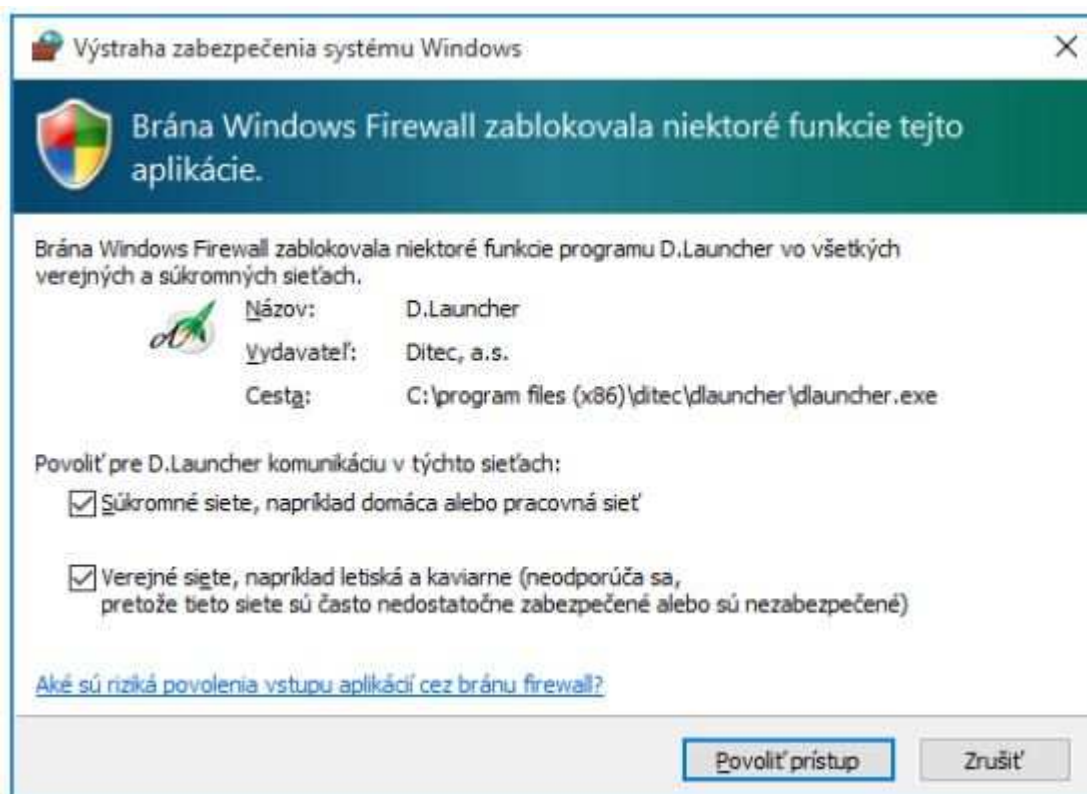 Výstraha zabezpečenia systému Windows
Brána Windows Firewall zablokovala niektoré funkcie tejto
aplikácie.
Brána Windows Firewall zablokovala niektoré funkcie programu D.Launcher vo všetkých
verejných a súkromných sieťach.
Názov: D.Launcher
Vydavateľ: Ditec, a.s.
Cesta: C:\program files (x86)\ditec\dlauncher\dlauncher.exe
Povoliť pre D.Launcher komunikáciu v týchto sieťach:
Súkromné siete, napríklad domáca alebo pracovná sieť
Verejné siete, napríklad letiská a kaviarne (neodporúča sa,
pretože tieto siete sú často nedostatočne zabezpečené alebo sú nezabezpečené)
Aké sú riziká povolenia vstupu aplikácií cez bránu firewall?
Povoliť prístup Zrušiť